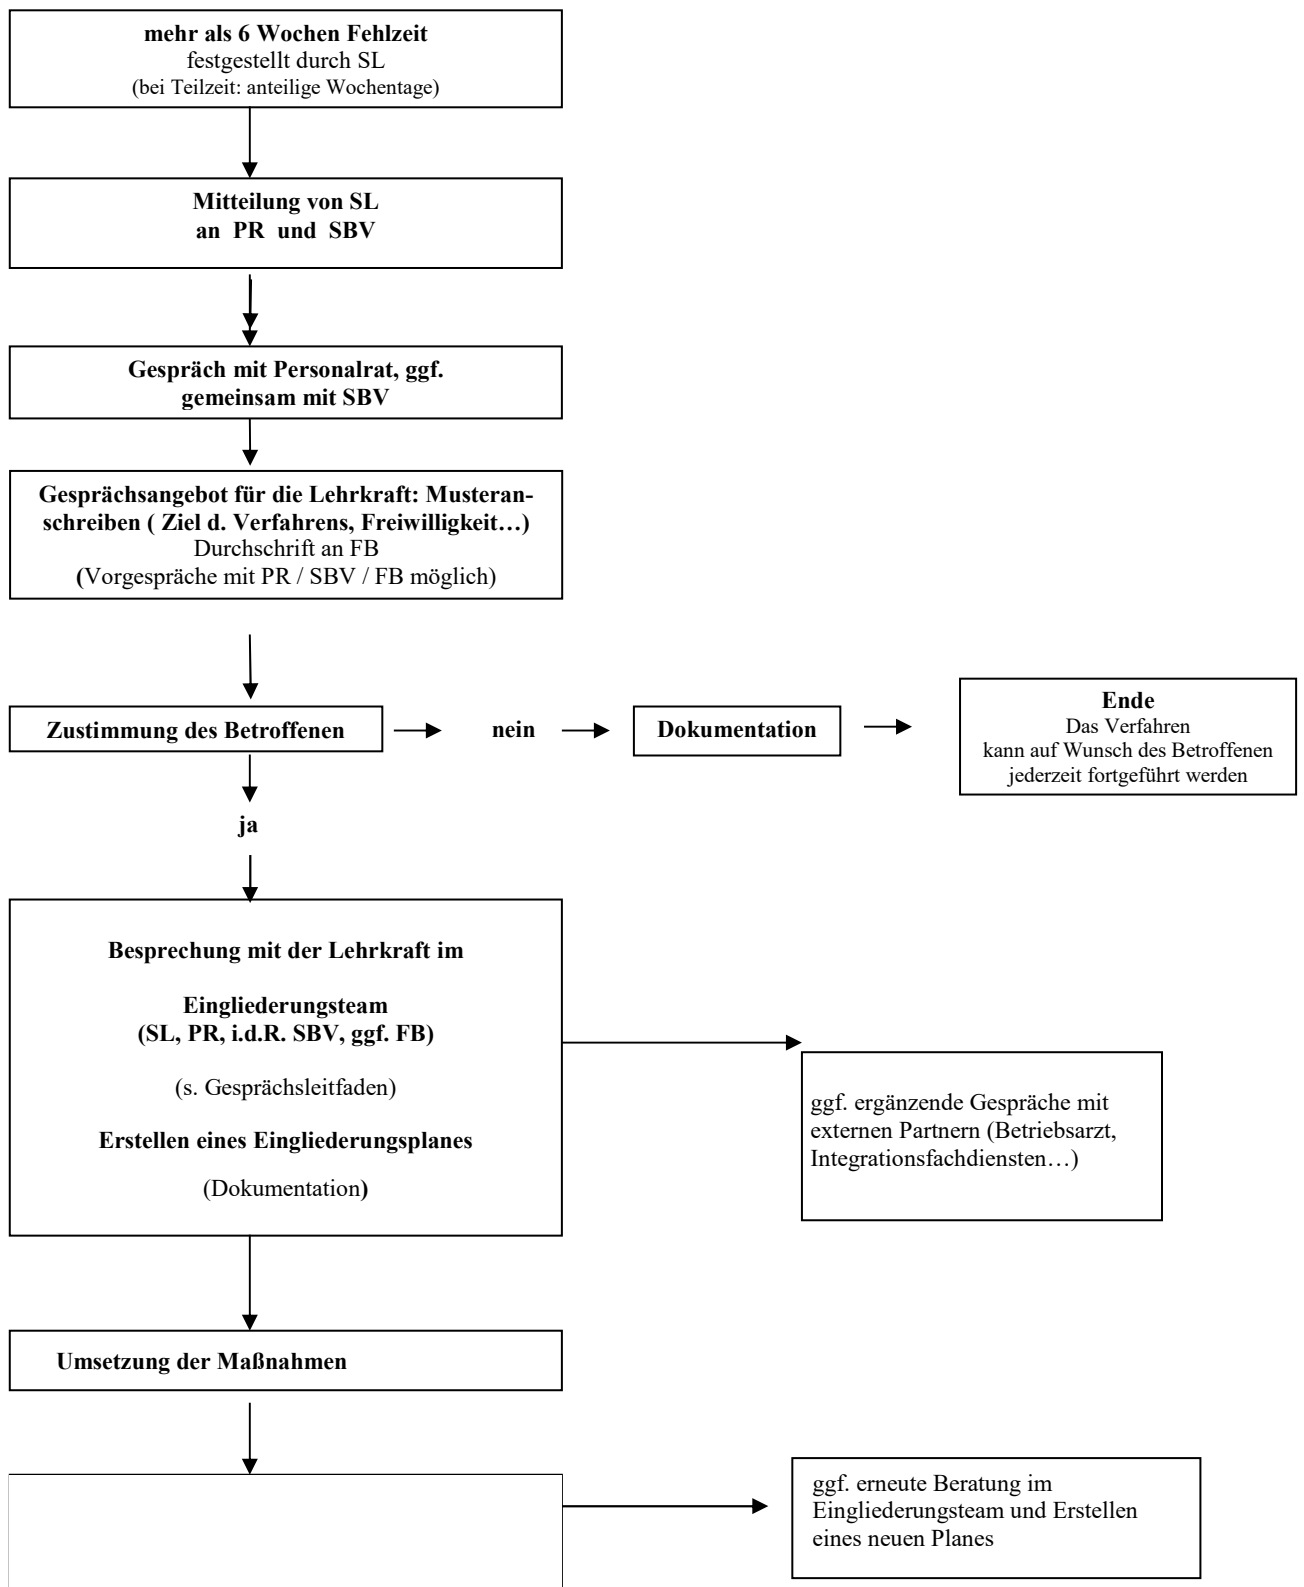 mehr als 6 Wochen Fehlzeit
festgestellt durch SL
(bei Teilzeit: anteilige Wochentage)
Mitteilung von SL
an PR und SBV
Gespräch mit Personalrat, ggf.
gemeinsam mit SBV
Gesprächsangebot für die Lehrkraft: Musteran-
schreiben ( Ziel d. Verfahrens, Freiwilligkeit…)
Durchschrift an FB
(Vorgespräche mit PR / SBV / FB möglich)
Zustimmung des Betroffenen
nein
Dokumentation
Ende
Das Verfahren
kann auf Wunsch des Betroffenen
jederzeit fortgeführt werden
ja
Besprechung mit der Lehrkraft im
Eingliederungsteam
(SL, PR, i.d.R. SBV, ggf. FB)
(s. Gesprächsleitfaden)
Erstellen eines Eingliederungsplanes
(Dokumentation)
ggf. ergänzende Gespräche mit
externen Partnern (Betriebsarzt,
Integrationsfachdiensten…)
Umsetzung der Maßnahmen
ggf. erneute Beratung im
Eingliederungsteam und Erstellen
eines neuen Planes